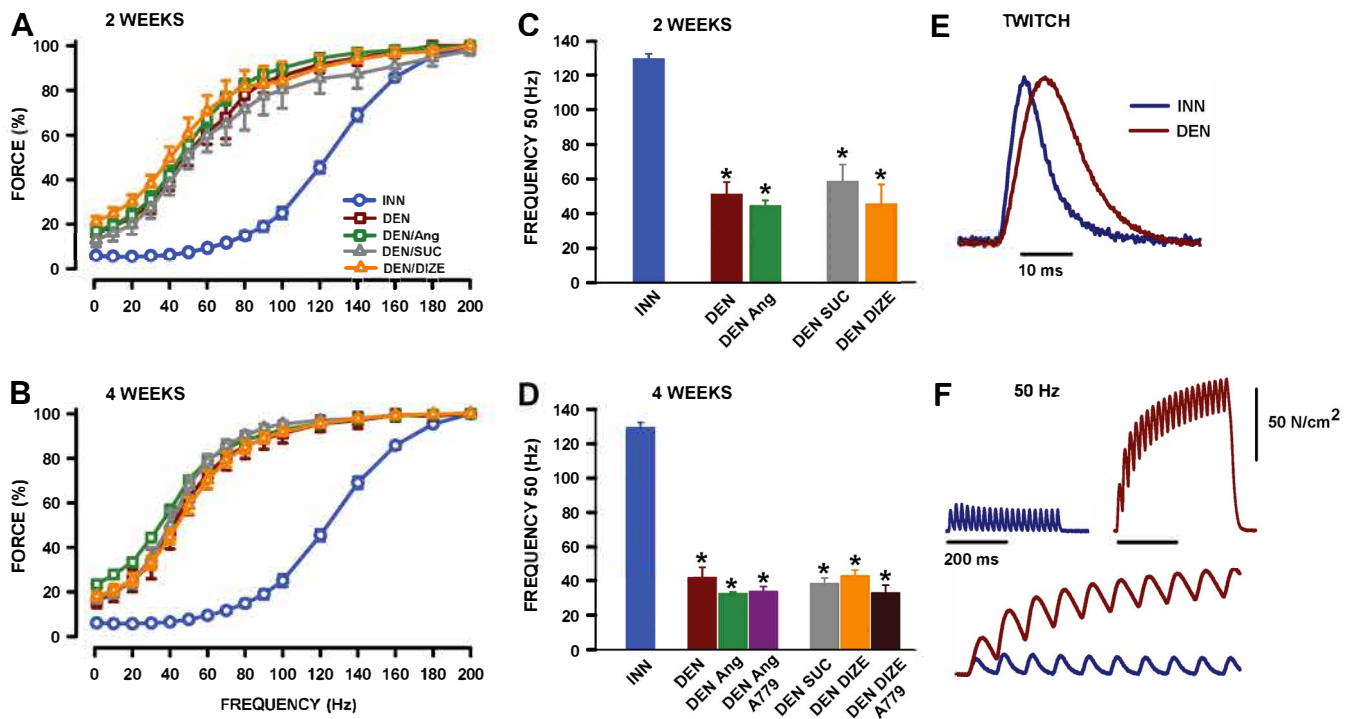 A
2 WEEKS
FORCE (%)
100
80
60
40
20
0
INN
DEN
DEN/Ang
DEN/SUC
DEN/DIZE
0 20 40 60 80 100 120 140 160 180 200
B
4 WEEKS
FORCE (%)
100
80
60
40
20
0
0 20 40 60 80 100 120 140 160 180 200
FREQUENCY (Hz)
C
2 WEEKS
FREQUENCY 50 (Hz)
140
120
100
80
60
40
20
0
* * * *
INN
DEN
DEN Ang
DEN SUC
DEN DIZE
D
4 WEEKS
FREQUENCY 50 (Hz)
140
120
100
80
60
40
20
0
* * * * * *
INN
DEN
DEN Ang
DEN Ang
A779
DEN SUC
DEN DIZE
DEN DIZE
A779
E
TWITCH
INN
DEN
10 ms
F
50 Hz
50 N/cm²
200 ms